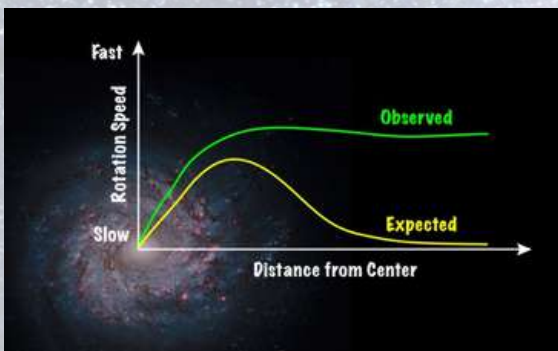 Fast
Rotation Speed
Slow
Observed
Expected
Distance from Center